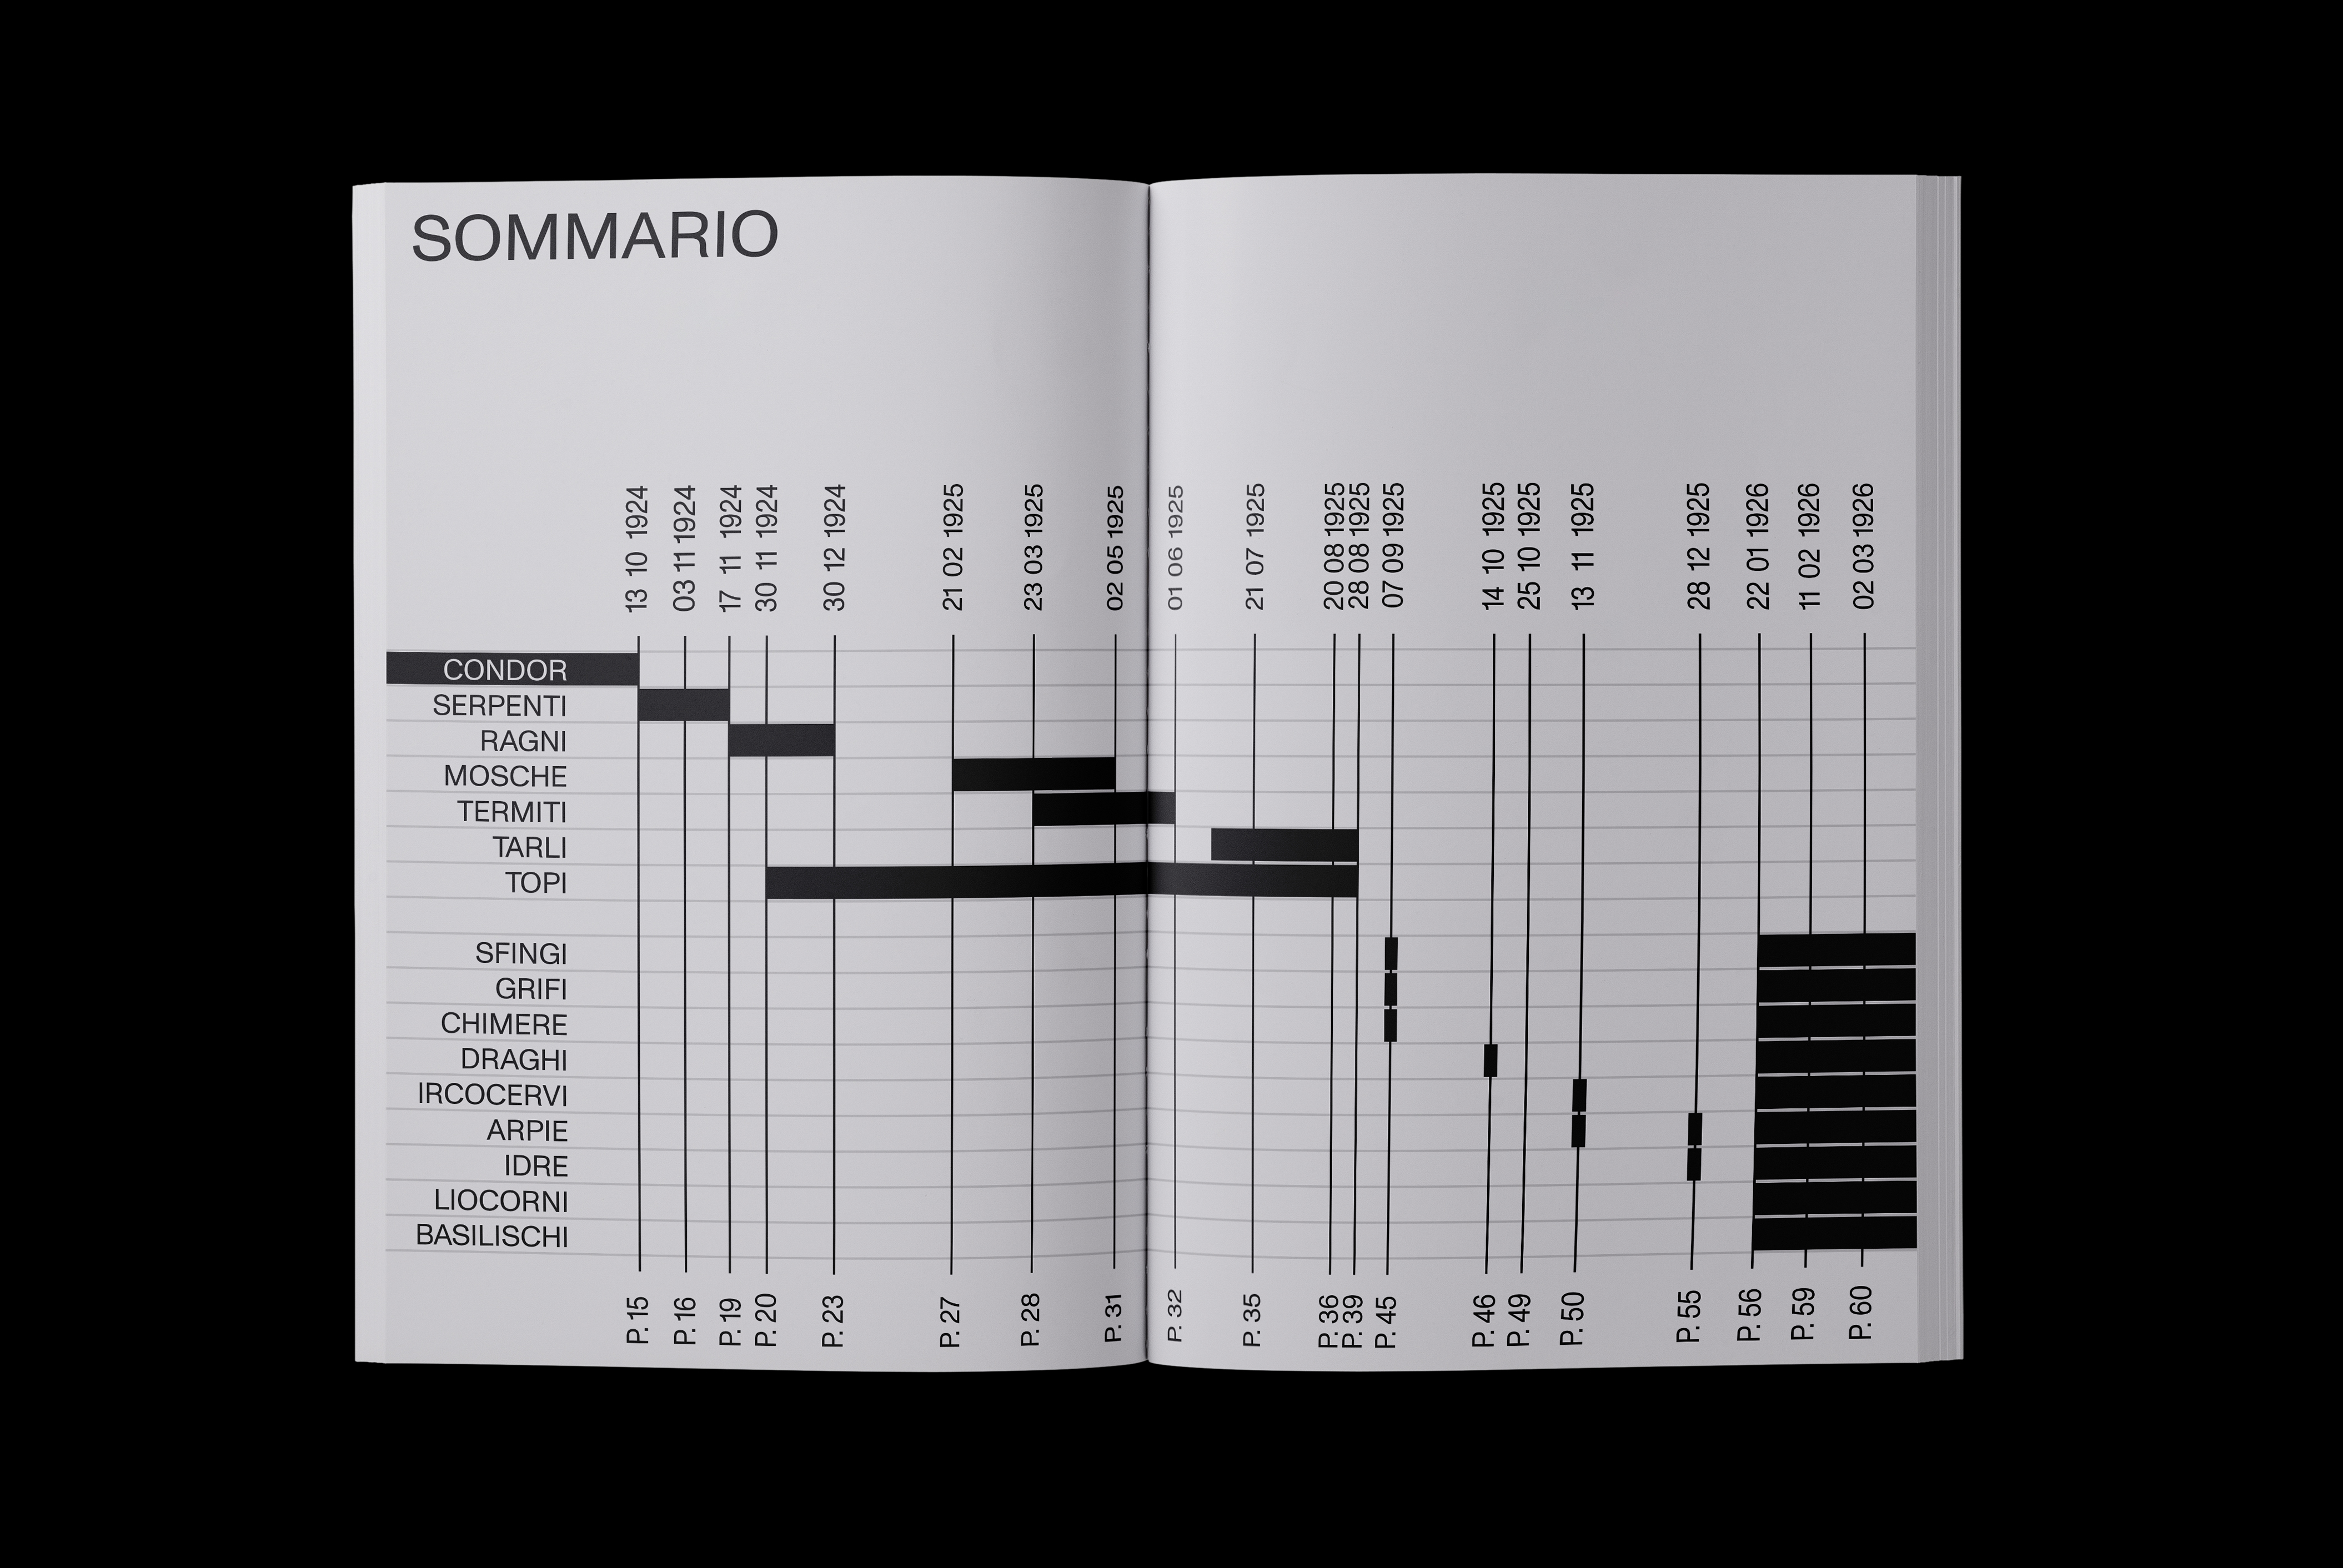 SOMMARIO
13 10 1924
03 11 1924
17 11 1924
30 11 1924
30 12 1924
21 02 1925
23 03 1925
02 05 1925
01 06 1925
21 07 1925
20 08 1925
28 08 1925
07 09 1925
14 10 1925
25 10 1925
13 11 1925
28 12 1925
22 01 1926
11 02 1926
02 03 1926
CONDOR
SERPENTI
RAGNI
MOSCHE
TERMITI
TARLI
TOPI
SFINGI
GRIFI
CHIMERE
DRAGHI
IRCOCERVI
ARPIE
IDRE
LIOCORNI
BASILISCHI
P. 15
P. 16
P. 19
P. 20
P. 23
P. 27
P. 28
P. 31
P. 32
P. 35
P. 36
P. 39
P. 45
P. 46
P. 49
P. 50
P. 55
P. 56
P. 59
P. 60